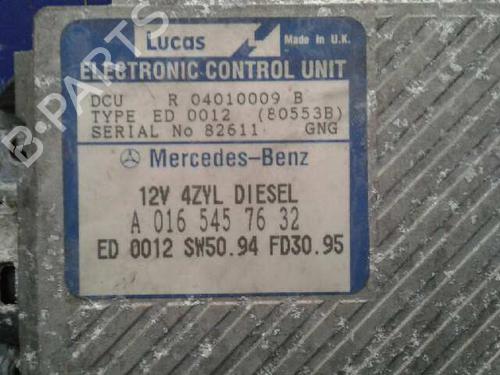 Lucas Made in U.K.
ELECTRONIC CONTROL UNIT
DCU R 04010009 B
TYPE ED 0012 (80553B)
SERIAL No 82611 GNG
Mercedes-Benz
12V 4ZYL DIESEL
A 016 545 76 32
ED 0012 SW50.94 FD30.95
B-PARTS